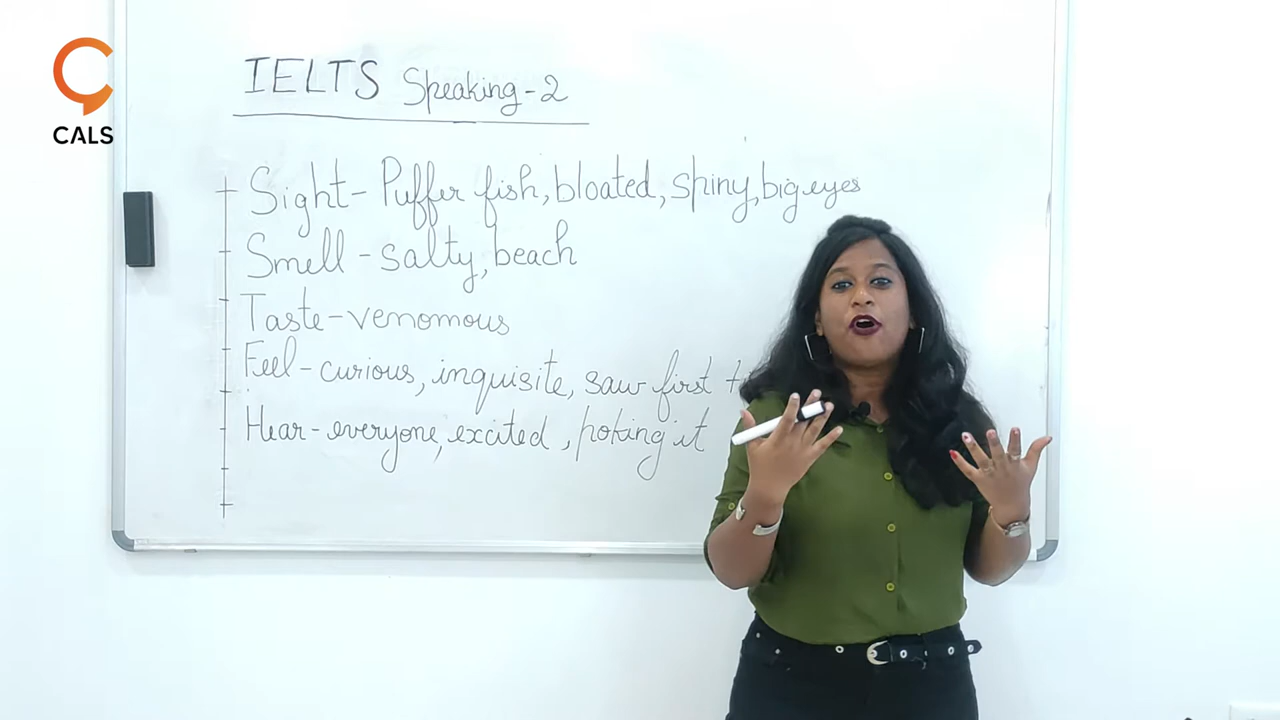 CALS
IELTS Speaking-2
Sight- Puffer fish, bloated, spiny, big eyes
Smell - salty, beach
Taste-venomous
Feel- curious, inquisite, saw first
Hear- everyone, excited, poking it